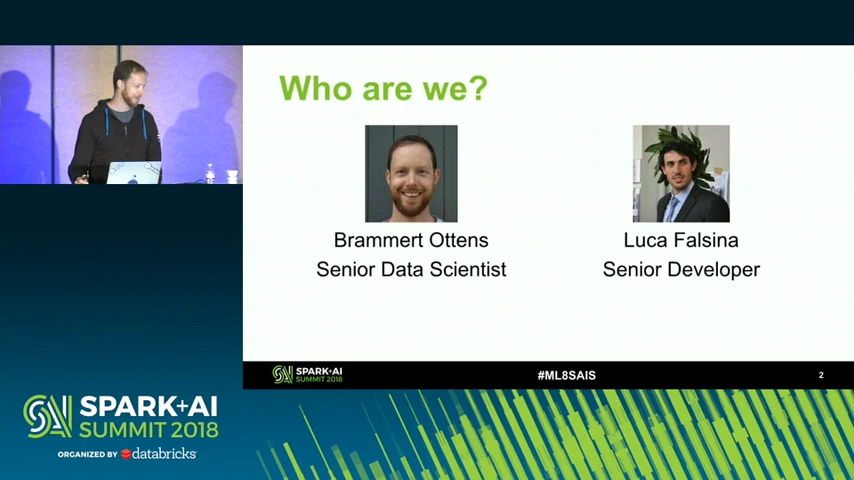 Who are we?
Brammert Ottens
Senior Data Scientist
Luca Falsina
Senior Developer
SPARK+AI
SUMMIT 2018
#ML8SAIS
2
SPARK+AI
SUMMIT 2018
ORGANIZED BY databricks